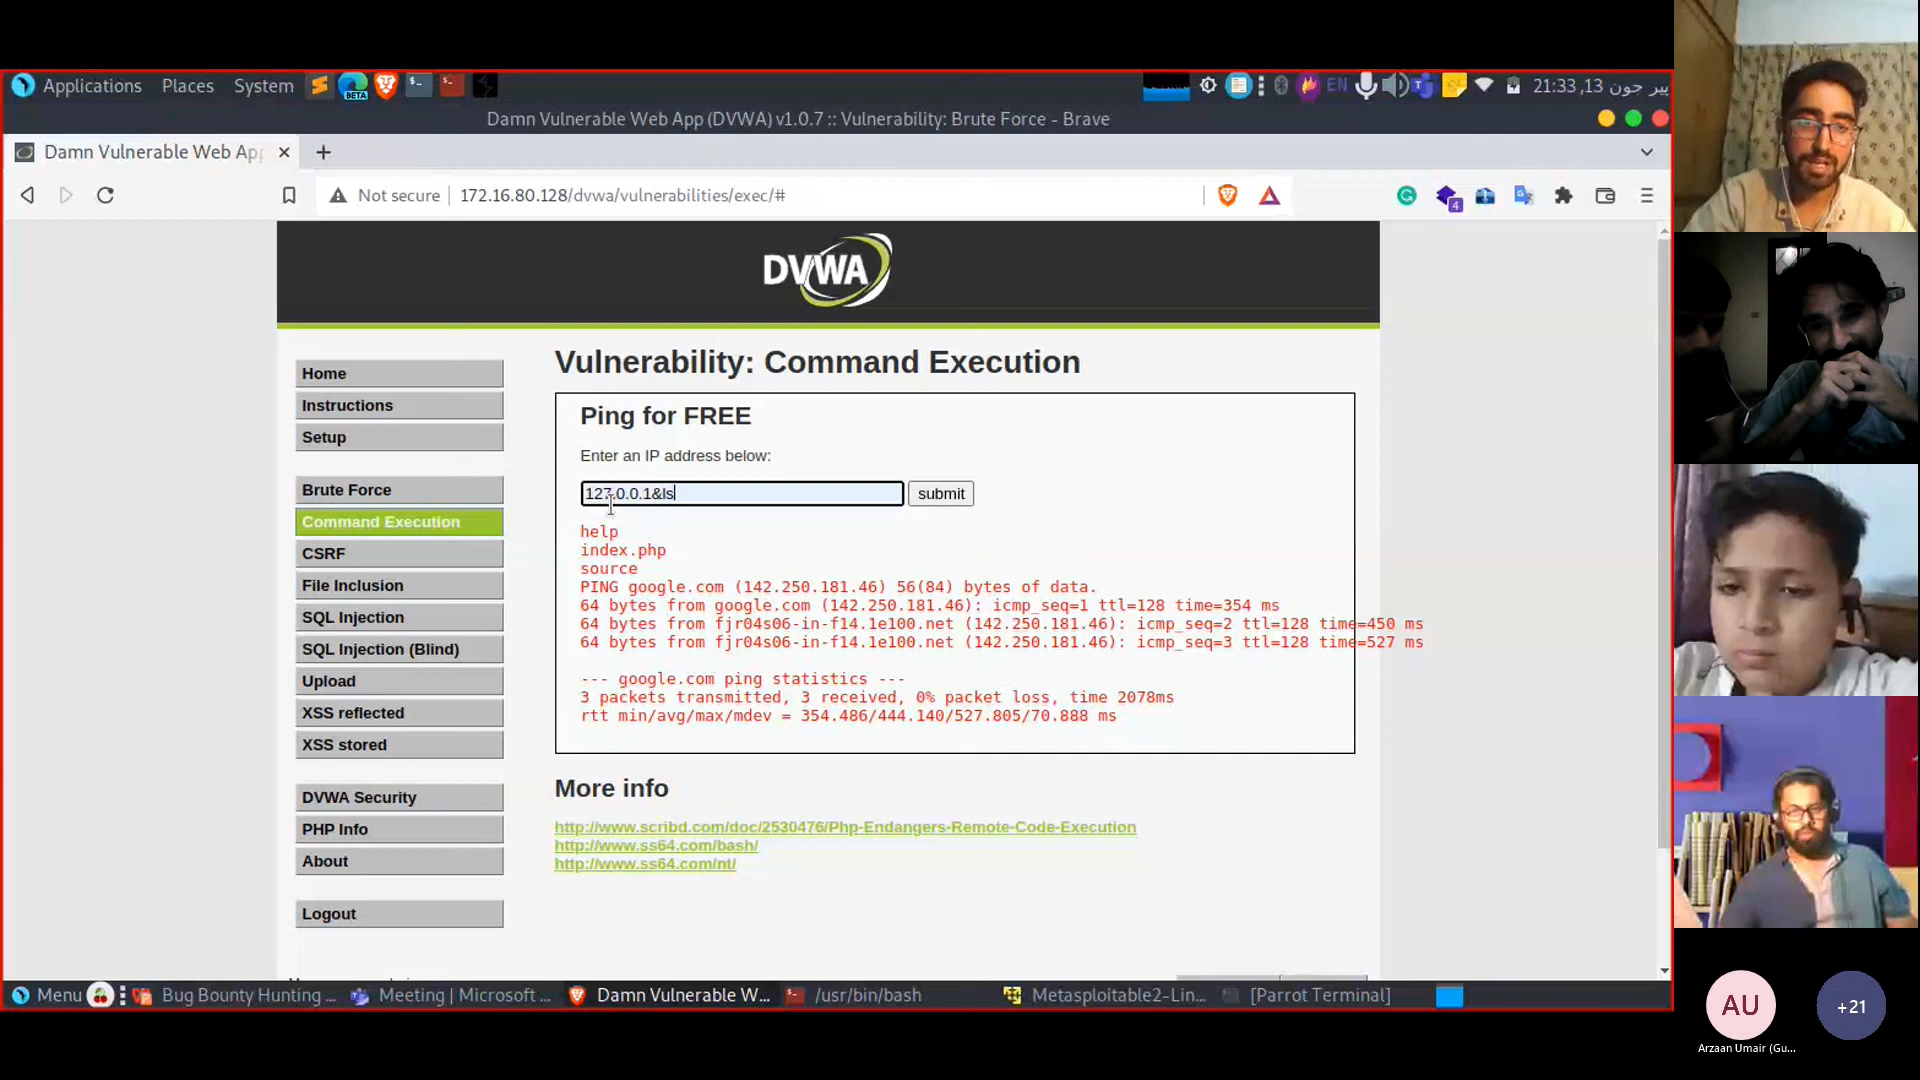 Applications Places System BETA EN 21:33 ,13 پیر جون
Damn Vulnerable Web App (DVWA) v1.0.7 :: Vulnerability: Brute Force - Brave
Damn Vulnerable Web App
Not secure 172.16.80.128/dvwa/vulnerabilities/exec/# 4
DVWA
Home
Instructions
Setup
Brute Force
Command Execution
CSRF
File Inclusion
SQL Injection
SQL Injection (Blind)
Upload
XSS reflected
XSS stored
DVWA Security
PHP Info
About
Logout
Vulnerability: Command Execution
Ping for FREE
Enter an IP address below:
127.0.0.1&ls submit
help
index.php
source
PING google.com (142.250.181.46) 56(84) bytes of data.
64 bytes from google.com (142.250.181.46): icmp_seq=1 ttl=128 time=354 ms
64 bytes from fjr04s06-in-f14.1e100.net (142.250.181.46): icmp_seq=2 ttl=128 time=450 ms
64 bytes from fjr04s06-in-f14.1e100.net (142.250.181.46): icmp_seq=3 ttl=128 time=527 ms
--- google.com ping statistics ---
3 packets transmitted, 3 received, 0% packet loss, time 2078ms
rtt min/avg/max/mdev = 354.486/444.140/527.805/70.888 ms
More info
http://www.scribd.com/doc/2530476/Php-Endangers-Remote-Code-Execution
http://www.ss64.com/bash/
http://www.ss64.com/nt/
Menu Bug Bounty Hunting ... Meeting | Microsoft ... Damn Vulnerable W... /usr/bin/bash Metasploitable2-Lin... [Parrot Terminal]
AU +21
Arzaan Umair (Gu...